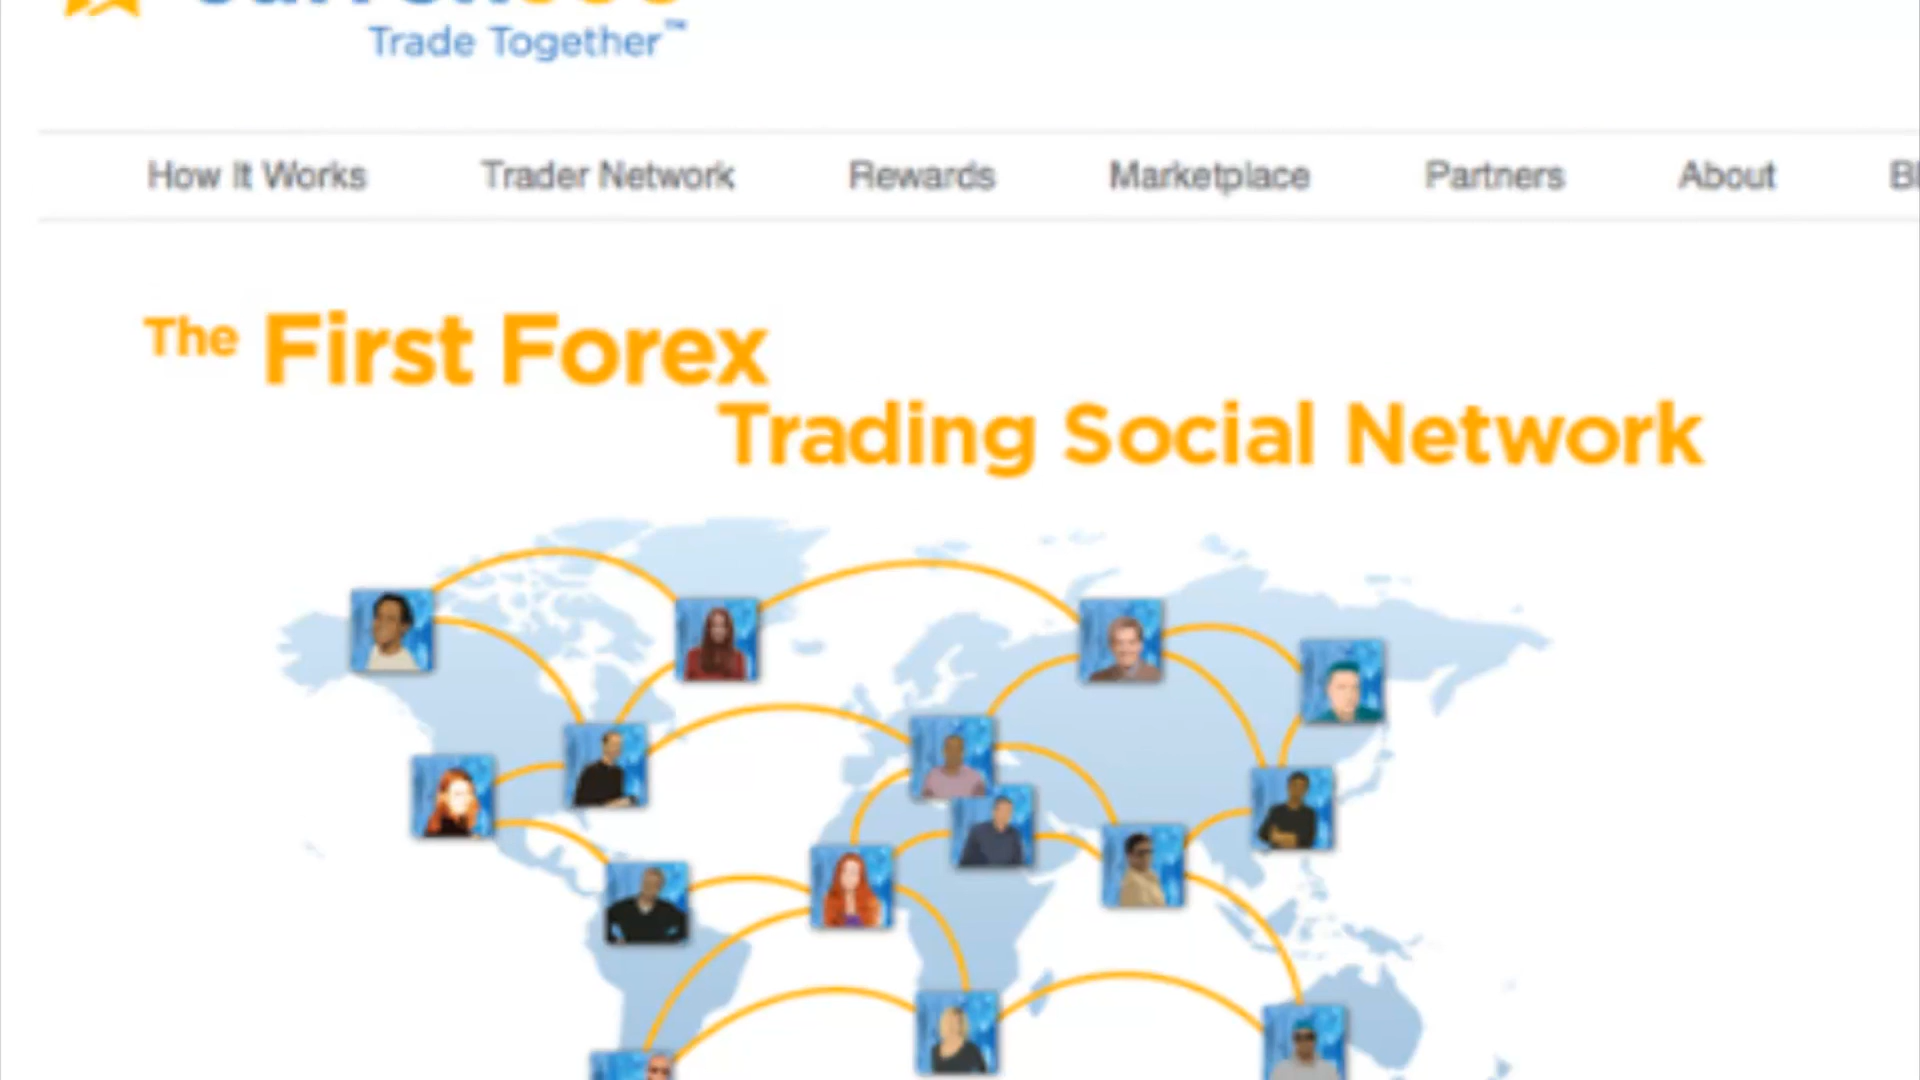 Trade Together™
How It Works Trader Network Rewards Marketplace Partners About
The First Forex
Trading Social Network